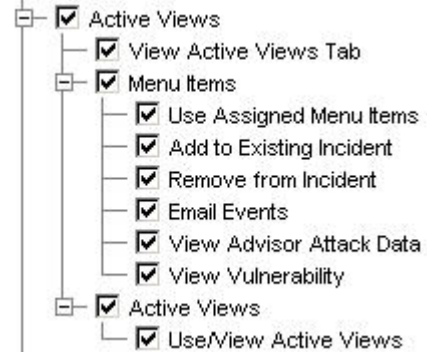 Active Views
View Active Views Tab
Menu Items
Use Assigned Menu Items
Add to Existing Incident
Remove from Incident
Email Events
View Advisor Attack Data
View Vulnerability
Active Views
Use/View Active Views